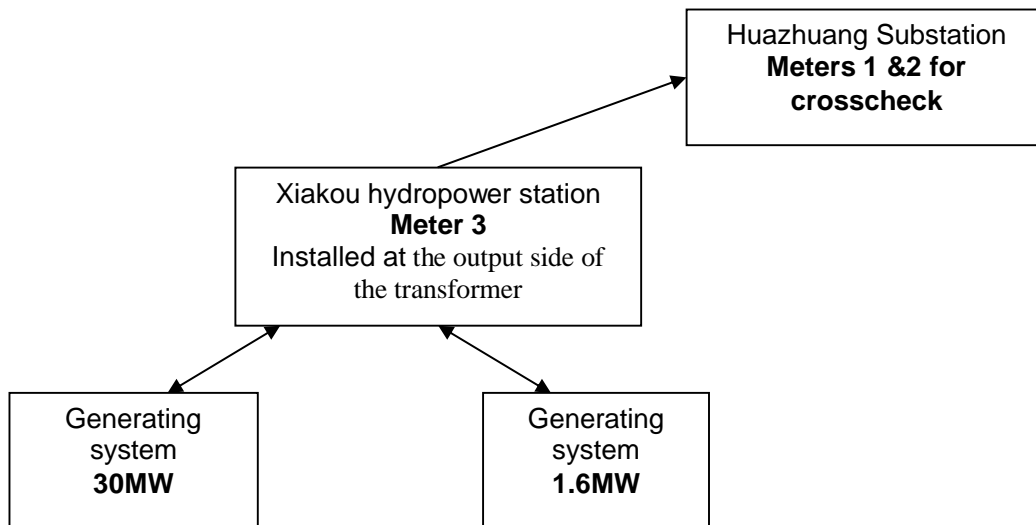 Huazhuang Substation
Meters 1 &2 for
crosscheck
Xiakou hydropower station
Meter 3
Installed at the output side of
the transformer
Generating
system
30MW
Generating
system
1.6MW